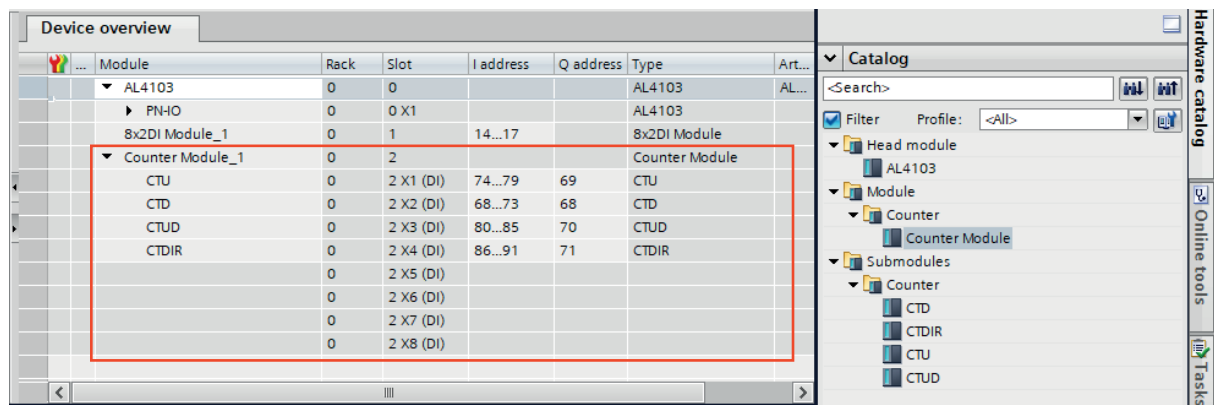 Device overview
... Module Rack Slot I address Q address Type Art...
AL4103 0 0 AL4103 AL...
PN-IO 0 0 X1 AL4103
8x2DI Module_1 0 1 14...17 8x2DI Module
Counter Module_1 0 2 Counter Module
CTU 0 2 X1 (DI) 74...79 69 CTU
CTD 0 2 X2 (DI) 68...73 68 CTD
CTUD 0 2 X3 (DI) 80...85 70 CTUD
CTDIR 0 2 X4 (DI) 86...91 71 CTDIR
0 2 X5 (DI)
0 2 X6 (DI)
0 2 X7 (DI)
0 2 X8 (DI)
Catalog
<Search>
Filter Profile: <All>
Head module
AL4103
Module
Counter
Counter Module
Submodules
Counter
CTD
CTDIR
CTU
CTUD
Hardware catalog
Online tools
Tasks